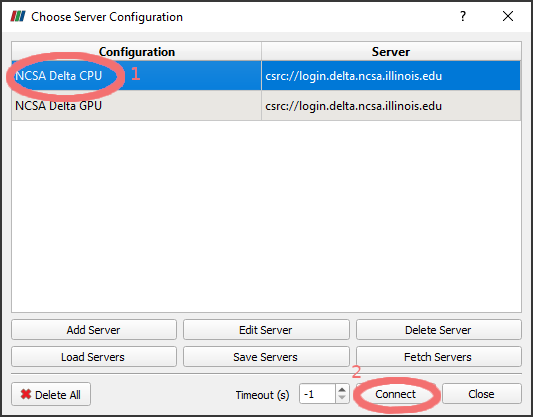 Choose Server Configuration
Configuration Server
NCSA Delta CPU 1 csrc://login.delta.ncsa.illinois.edu
NCSA Delta GPU csrc://login.delta.ncsa.illinois.edu
Add Server Edit Server Delete Server
Load Servers Save Servers Fetch Servers
2
Delete All Timeout (s) -1 Connect Close